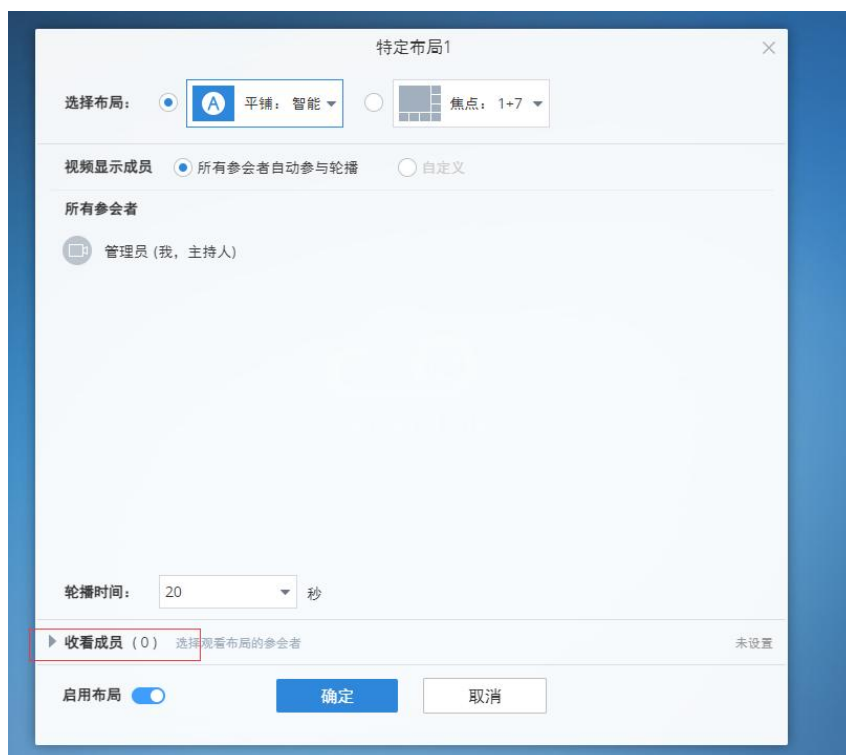 特定布局1
选择布局： A 平铺：智能 焦点：1+7
视频显示成员 所有参会者自动参与轮播 自定义
所有参会者
管理员 (我，主持人)
轮播时间： 20 秒
收看成员 (0) 选择观看布局的参会者 未设置
启用布局 确定 取消